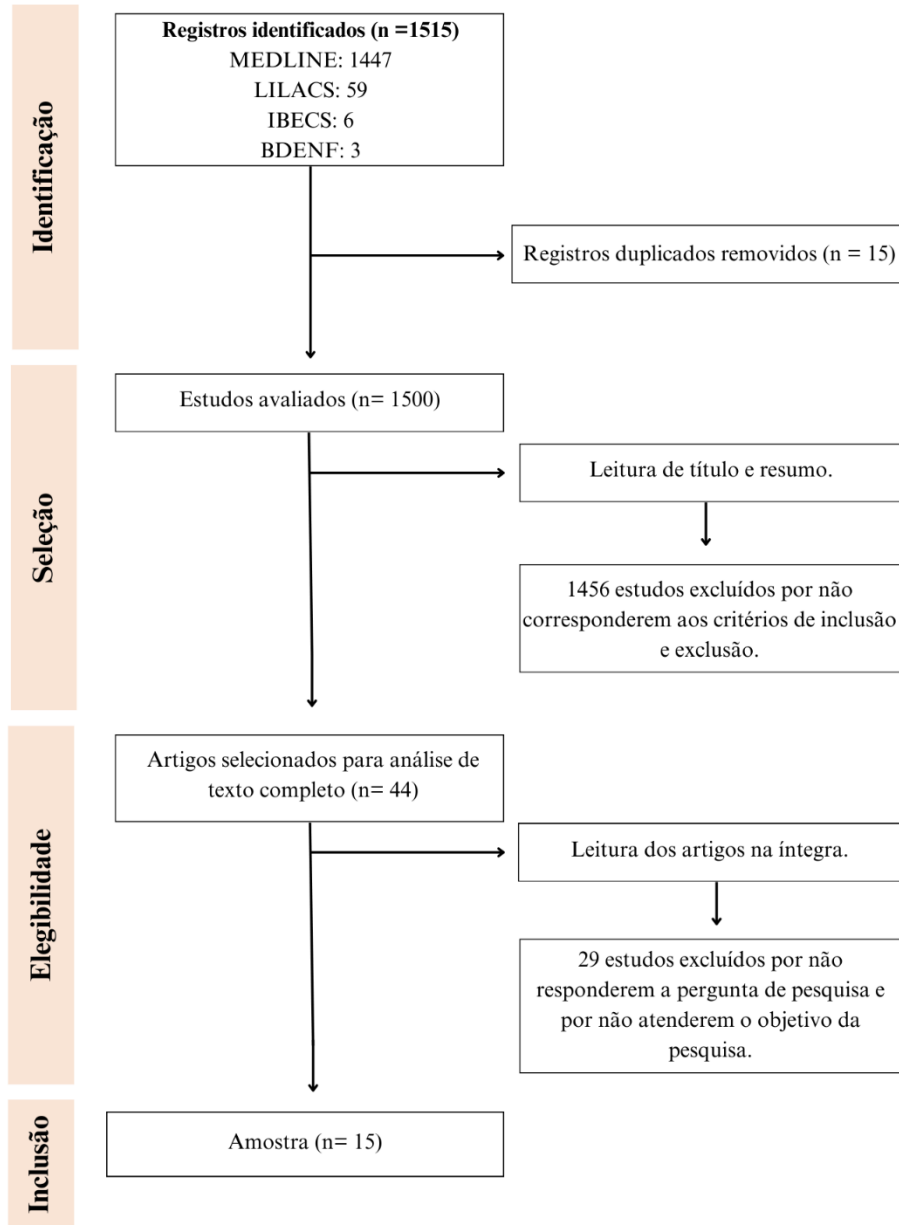 Identificação
Registros identificados (n =1515)
MEDLINE: 1447
LILACS: 59
IBECS: 6
BDENF: 3
Registros duplicados removidos (n = 15)
Seleção
Estudos avaliados (n= 1500)
Leitura de título e resumo.
1456 estudos excluídos por não
corresponderem aos critérios de inclusão
e exclusão.
Elegibilidade
Artigos selecionados para análise de
texto completo (n= 44)
Leitura dos artigos na íntegra.
29 estudos excluídos por não
responderem a pergunta de pesquisa e
por não atenderem o objetivo da
pesquisa.
Inclusão
Amostra (n= 15)